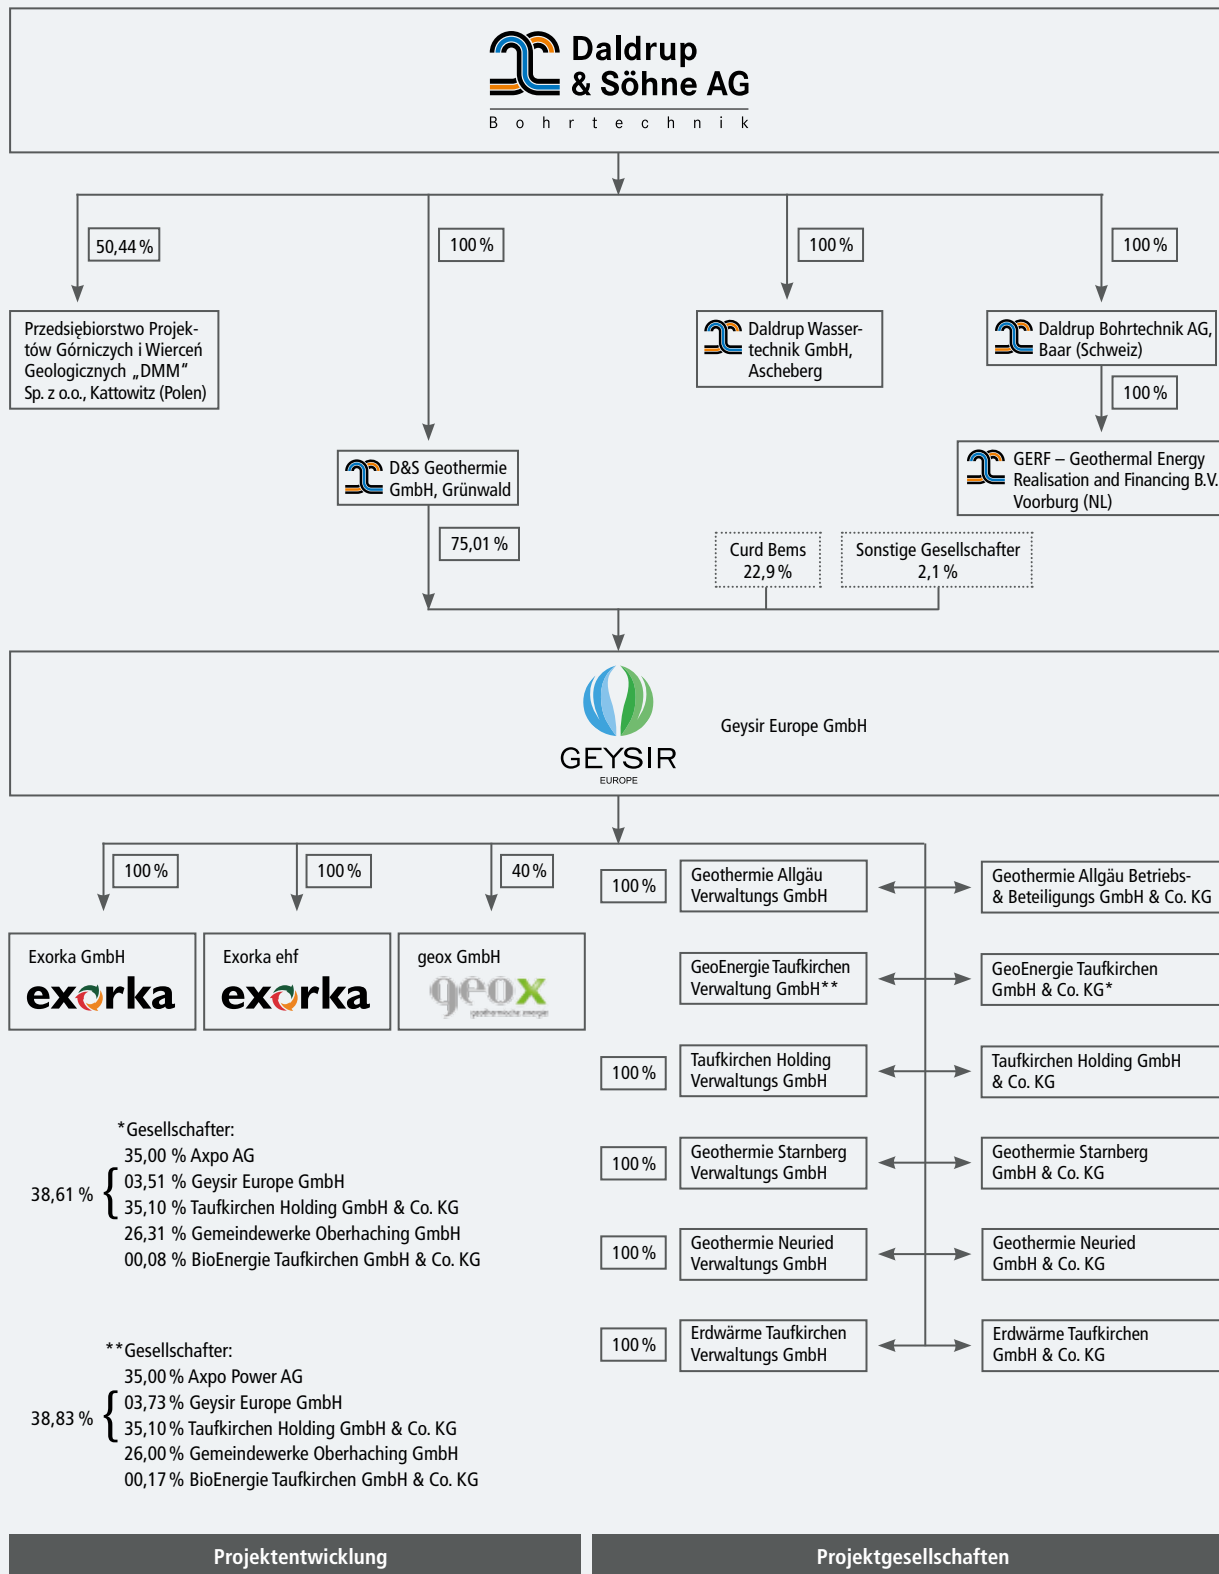 Daldrup
& Söhne AG
Bohrtechnik
50,44 %
100 %
100 %
100 %
Przedsiębiorstwo Projek-
tów Górniczych i Wierceń
Geologicznych „DMM“
Sp. z o.o., Kattowitz (Polen)
Daldrup Wasser-
technik GmbH,
Ascheberg
Daldrup Bohrtechnik AG,
Baar (Schweiz)
100 %
D&S Geothermie
GmbH, Grünwald
GERF – Geothermal Energy
Realisation and Financing B.V.
Voorburg (NL)
75,01 %
Curd Bems
22,9 %
Sonstige Gesellschafter
2,1 %
GEYSIR
EUROPE
Geysir Europe GmbH
100 %
100 %
40 %
Exorka GmbH
exorka
Exorka ehf
exorka
geox GmbH
geox
geothermische energie
100 %
Geothermie Allgäu
Verwaltungs GmbH
Geothermie Allgäu Betriebs-
& Beteiligungs GmbH & Co. KG
GeoEnergie Taufkirchen
Verwaltung GmbH**
GeoEnergie Taufkirchen
GmbH & Co. KG*
100 %
Taufkirchen Holding
Verwaltungs GmbH
Taufkirchen Holding GmbH
& Co. KG
100 %
Geothermie Starnberg
Verwaltungs GmbH
Geothermie Starnberg
GmbH & Co. KG
100 %
Geothermie Neuried
Verwaltungs GmbH
Geothermie Neuried
GmbH & Co. KG
100 %
Erdwärme Taufkirchen
Verwaltungs GmbH
Erdwärme Taufkirchen
GmbH & Co. KG
*Gesellschafter:
35,00 % Axpo AG
38,61 % { 03,51 % Geysir Europe GmbH
35,10 % Taufkirchen Holding GmbH & Co. KG
26,31 % Gemeindewerke Oberhaching GmbH
00,08 % BioEnergie Taufkirchen GmbH & Co. KG
**Gesellschafter:
35,00 % Axpo Power AG
38,83 % { 03,73 % Geysir Europe GmbH
35,10 % Taufkirchen Holding GmbH & Co. KG
26,00 % Gemeindewerke Oberhaching GmbH
00,17 % BioEnergie Taufkirchen GmbH & Co. KG
Projektentwicklung
Projektgesellschaften